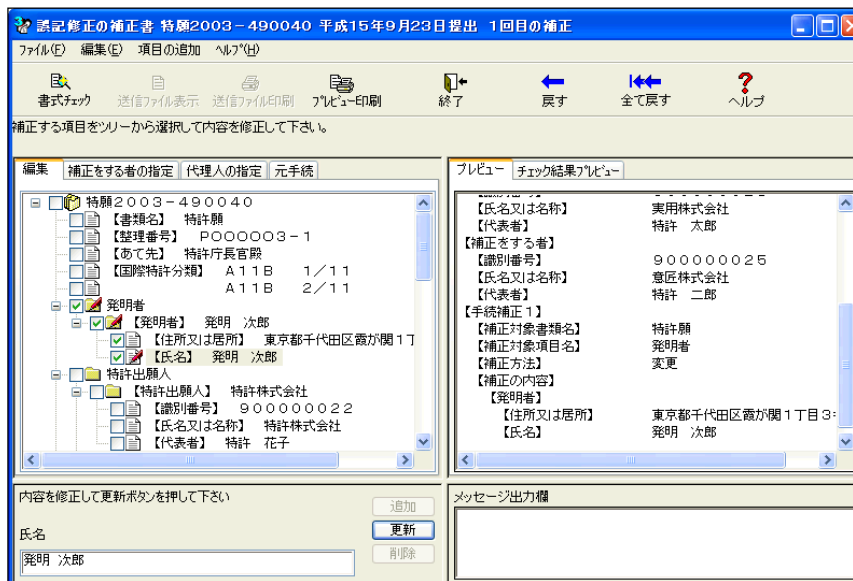 誤記修正の補正書 特願2003－490040 平成15年9月23日提出 1回目の補正
ファイル(F) 編集(E) 項目の追加 ヘルプ(H)
書式チェック 送信ファイル表示 送信ファイル印刷 プレビュー印刷 終了 戻す 全て戻す ヘルプ
補正する項目をツリーから選択して内容を修正して下さい。
編集 補正をする者の指定 代理人の指定 元手続
特願２００３－４９００４０
【書類名】 特許願
【整理番号】 Ｐ０００００３－１
【あて先】 特許庁長官殿
【国際特許分類】 Ａ１１Ｂ １／１１
Ａ１１Ｂ ２／１１
発明者
【発明者】 発明 次郎
【住所又は居所】 東京都千代田区霞が関１丁
【氏名】 発明 次郎
特許出願人
【特許出願人】 特許株式会社
【識別番号】 ９００００００２２
【氏名又は名称】 特許株式会社
【代表者】 特許 花子
内容を修正して更新ボタンを押して下さい
追加
更新
削除
氏名
発明 次郎
プレビュー チェック結果プレビュー
【氏名又は名称】 実用株式会社
【代表者】 特許 太郎
【補正をする者】
【識別番号】 ９０００００００２５
【氏名又は名称】 意匠株式会社
【代表者】 特許 二郎
【手続補正１】
【補正対象書類名】 特許願
【補正対象項目名】 発明者
【補正方法】 変更
【補正の内容】
【発明者】
【住所又は居所】 東京都千代田区霞が関１丁目３
【氏名】 発明 次郎
メッセージ出力欄